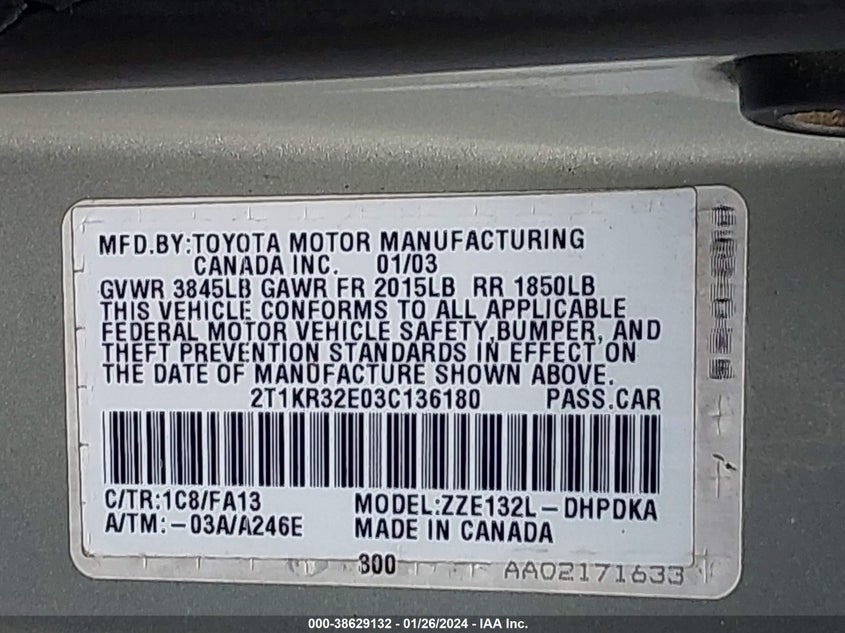 MFD.BY:TOYOTA MOTOR MANUFACTURING
CANADA INC. 01/03
GVWR 3845LB GAWR FR 2015LB RR 1850LB
THIS VEHICLE CONFORMS TO ALL APPLICABLE
FEDERAL MOTOR VEHICLE SAFETY,BUMPER, AND
THEFT PREVENTION STANDARDS IN EFFECT ON
THE DATE OF MANUFACTURE SHOWN ABOVE.
2T1KR32E03C136180 PASS.CAR
C/TR:1C8/FA13 MODEL:ZZE132L-DHPDKA
A/TM:-03A/A246E MADE IN CANADA
300
AA02171633
000-38629132 - 01/26/2024 - IAA Inc.